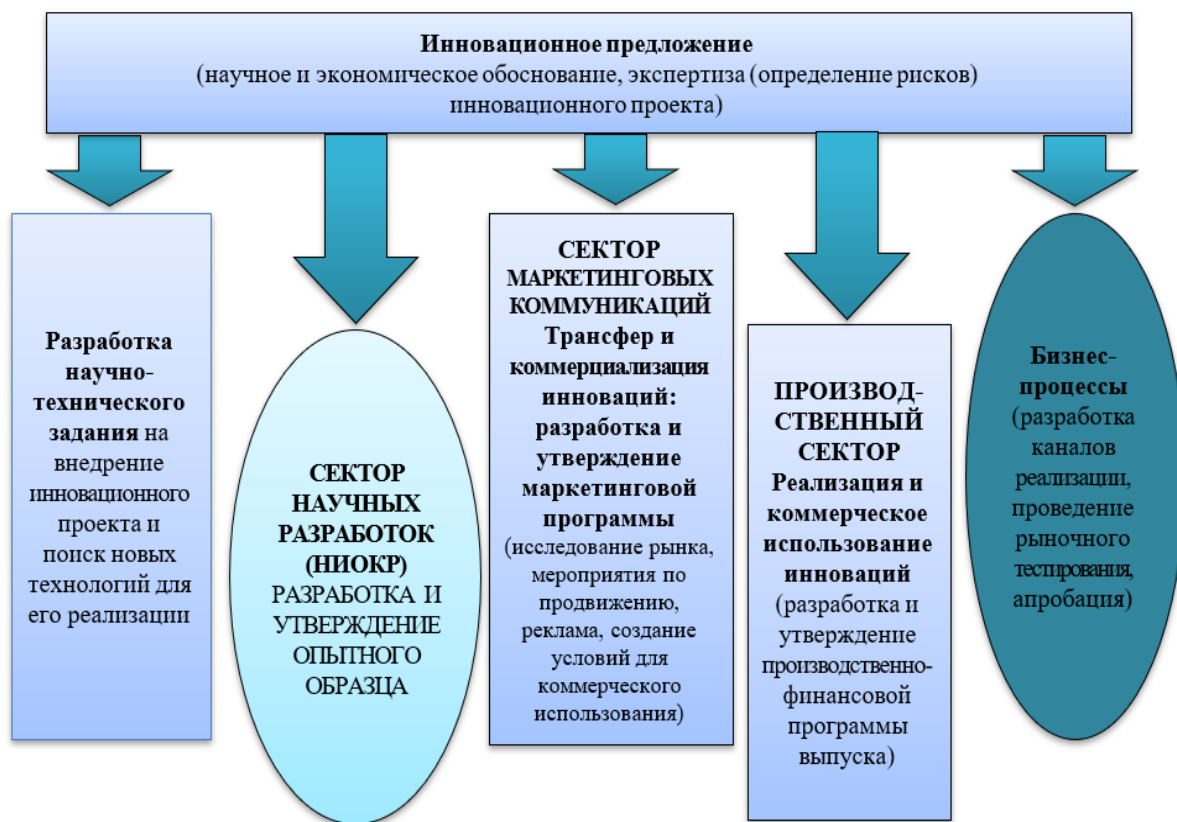 Инновационное предложение
(научное и экономическое обоснование, экспертиза (определение рисков)
инновационного проекта)
Разработка
научно-
технического
задания на
внедрение
инновационного
проекта и
поиск новых
технологий для
его реализации
СЕКТОР
НАУЧНЫХ
РАЗРАБОТОК
(НИОКР)
РАЗРАБОТКА И
УТВЕРЖДЕНИЕ
ОПЫТНОГО
ОБРАЗЦА
СЕКТОР
МАРКЕТИНГОВЫХ
КОММУНИКАЦИЙ
Трансфер и
коммерциализация
инноваций:
разработка и
утверждение
маркетинговой
программы
(исследование рынка,
мероприятия по
продвижению,
реклама, создание
условий для
коммерческого
использования)
ПРОИЗВОД-
СТВЕННЫЙ
СЕКТОР
Реализация и
коммерческое
использование
инноваций
(разработка и
утверждение
производственно-
финансовой
программы
выпуска)
Бизнес-
процессы
(разработка
каналов
реализации,
проведение
рыночного
тестирования,
апробация)